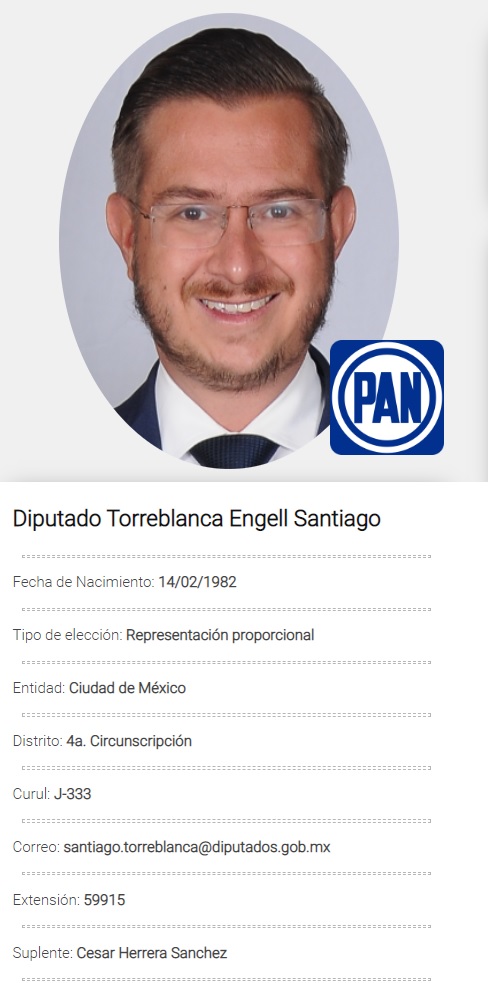 PAN
Diputado Torreblanca Engell Santiago
Fecha de Nacimiento: 14/02/1982
Tipo de elección: Representación proporcional
Entidad: Ciudad de México
Distrito: 4a. Circunscripción
Curul: J-333
Correo: santiago.torreblanca@diputados.gob.mx
Extensión: 59915
Suplente: Cesar Herrera Sanchez